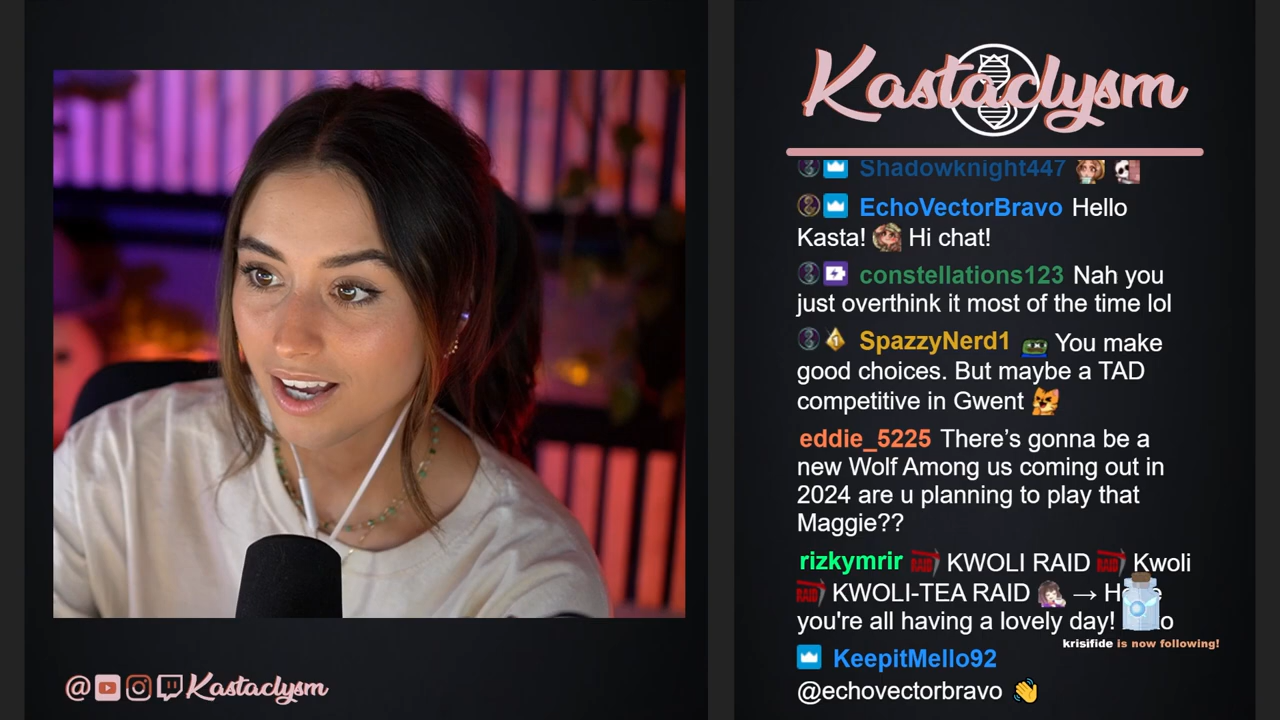 Kastaclysm
Shadowknight447
EchoVectorBravo Hello
Kasta! Hi chat!
constellations123 Nah you
just overthink it most of the time lol
SpazzyNerd1 You make
good choices. But maybe a TAD
competitive in Gwent
eddie_5225 There’s gonna be a
new Wolf Among us coming out in
2024 are u planning to play that
Maggie??
rizkymrir RAID KWOLI RAID RAID Kwoli
RAID KWOLI-TEA RAID →
you're all having a lovely day!
krisifide is now following!
KeepitMello92
@echovectorbravo
@ Kastaclysm